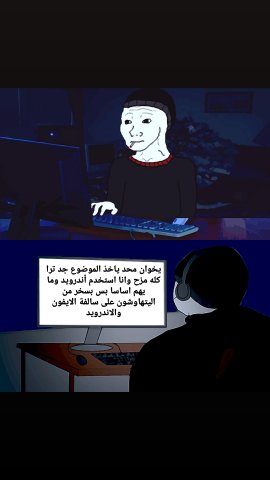 يخوان محد ياخذ الموضوع جد ترا
كله مزح وانا استخدم أندرويد وما
يهم اساسا بس بسخر من
اليتهاوشون على سالفة الايفون
والاندرويد